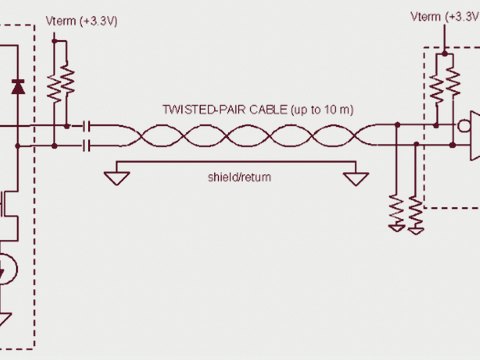 Vterm (+3.3V)
Vterm (+3.3V
TWISTED-PAIR CABLE (up to 10 m)
shield/return